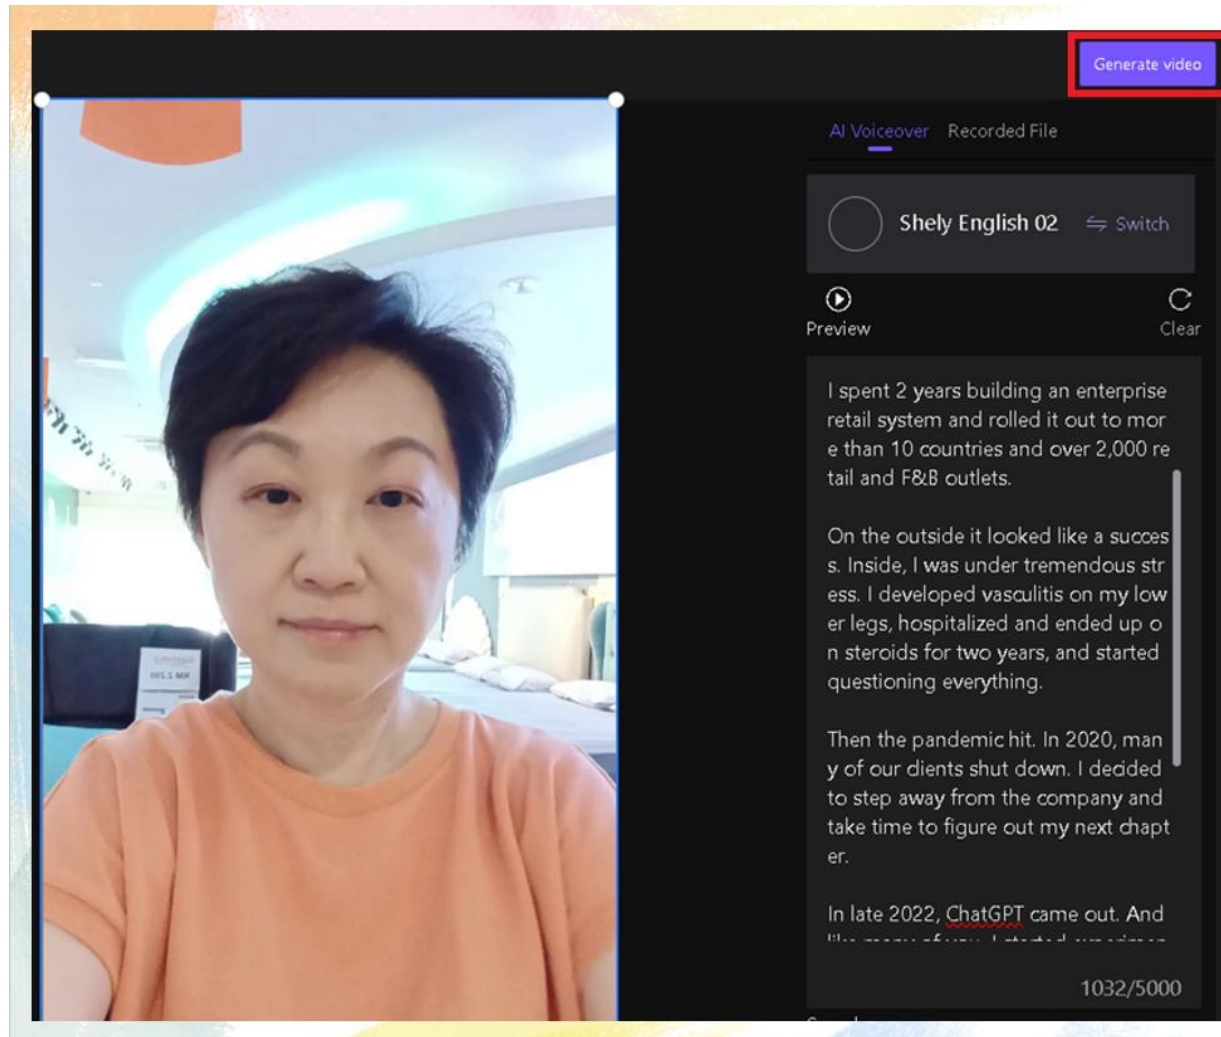 Generate video
AI Voiceover Recorded File
Shely English 02 Switch
Preview Clear
I spent 2 years building an enterprise
retail system and rolled it out to mor
e than 10 countries and over 2,000 re
tail and F&B outlets.
On the outside it looked like a succes
s. Inside, I was under tremendous str
ess. I developed vasculitis on my low
er legs, hospitalized and ended up o
n steroids for two years, and started
questioning everything.
Then the pandemic hit. In 2020, man
y of our clients shut down. I decided
to step away from the company and
take time to figure out my next chapt
er.
In late 2022, ChatGPT came out. And
1032/5000